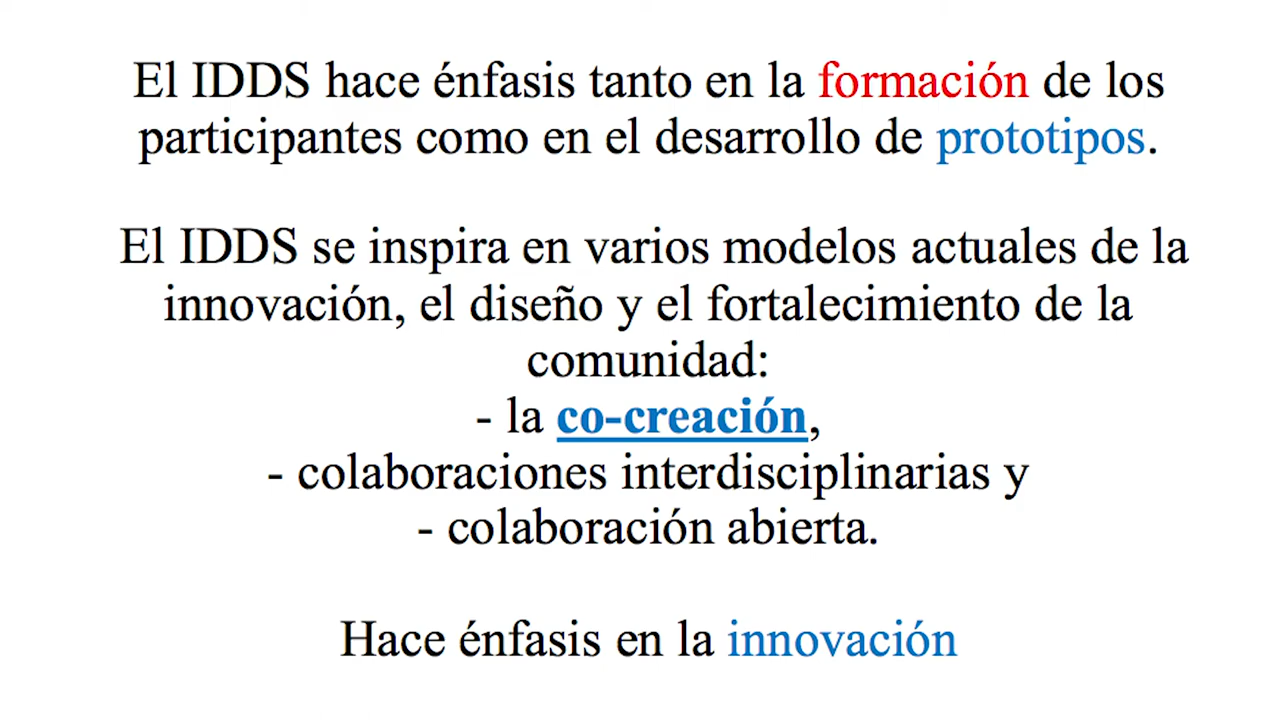 El IDDS hace énfasis tanto en la formación de los
participantes como en el desarrollo de prototipos.
El IDDS se inspira en varios modelos actuales de la
innovación, el diseño y el fortalecimiento de la
comunidad:
- la co-creación,
- colaboraciones interdisciplinarias y
- colaboración abierta.
Hace énfasis en la innovación